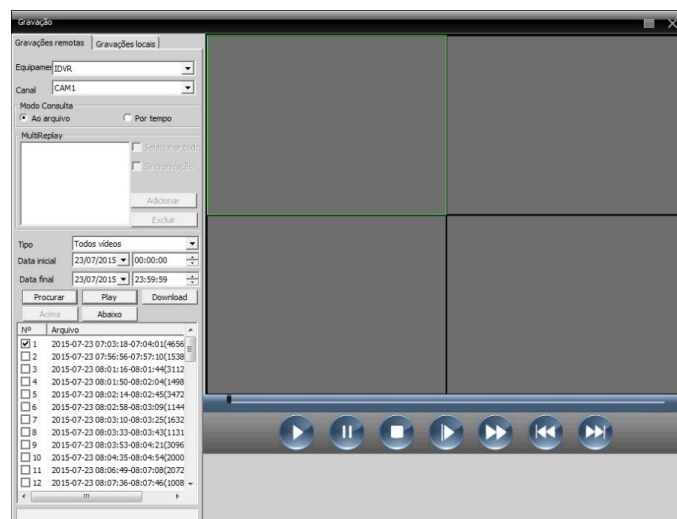 Gravação
Gravações remotas Gravações locais
Equipamer IDVR
Canal CAM1
Modo Consulta
Ao arquivo Por tempo
MultiReplay
Selecionar tod
Sincronização
Adicionar
Excluir
Tipo Todos vídeos
Data inicial 23/07/2015 00:00:00
Data final 23/07/2015 23:59:59
Procurar Play Download
Acima Abaixo
Nº Arquivo
1 2015-07-23 07:03:18-07:04:01(4656
2 2015-07-23 07:56:56-07:57:10(1538
3 2015-07-23 08:01:16-08:01:44(3112
4 2015-07-23 08:01:50-08:02:04(1498
5 2015-07-23 08:02:14-08:02:45(3472
6 2015-07-23 08:02:58-08:03:09(1144
7 2015-07-23 08:03:10-08:03:25(1632
8 2015-07-23 08:03:33-08:03:43(1131
9 2015-07-23 08:03:53-08:04:21(3096
10 2015-07-23 08:04:35-08:04:54(2000
11 2015-07-23 08:06:49-08:07:08(2072
12 2015-07-23 08:07:36-08:07:46(1008